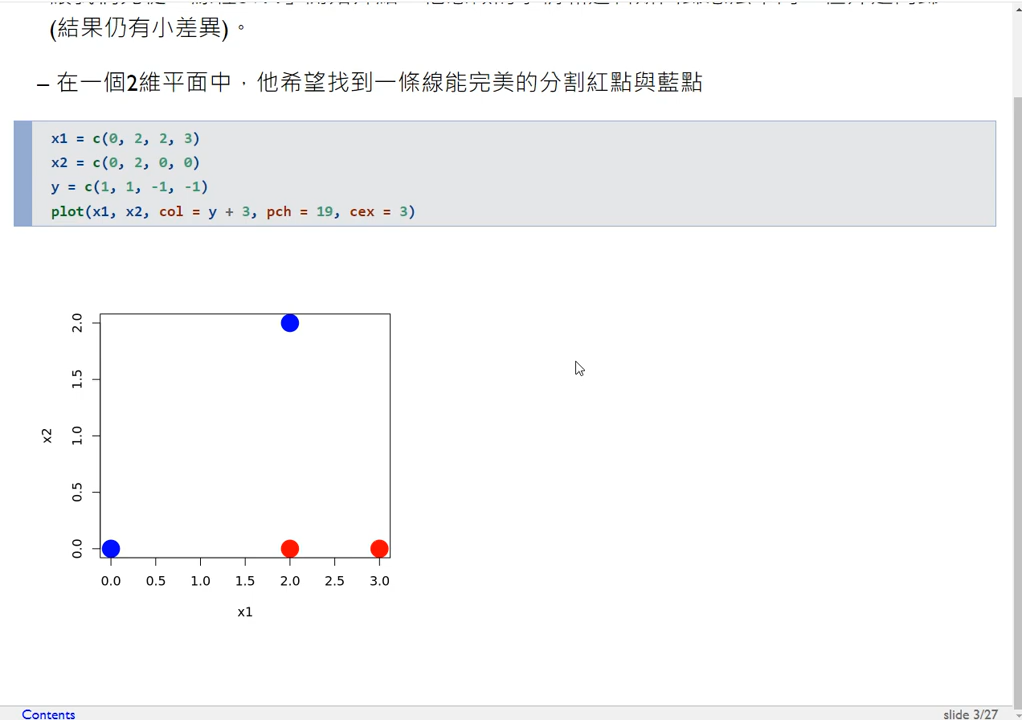 (結果仍有小差異)。
– 在一個2維平面中，他希望找到一條線能完美的分割紅點與藍點
x1 = c(0, 2, 2, 3)
x2 = c(0, 2, 0, 0)
y = c(1, 1, -1, -1)
plot(x1, x2, col = y + 3, pch = 19, cex = 3)
2.0
1.5
x2
1.0
0.5
0.0
0.0 0.5 1.0 1.5 2.0 2.5 3.0
x1
Contents
slide 3/27